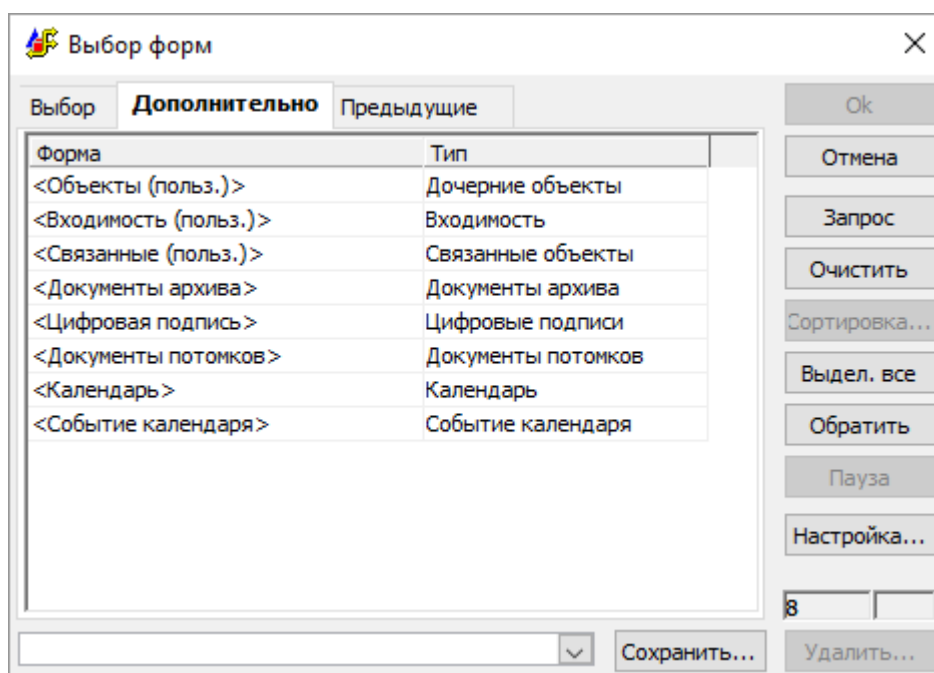 Выбор форм
Выбор Дополнительно Предыдущие
Форма Тип
<Объекты (польз.)> Дочерние объекты
<Входимость (польз.)> Входимость
<Связанные (польз.)> Связанные объекты
<Документы архива> Документы архива
<Цифровая подпись> Цифровые подписи
<Документы потомков> Документы потомков
<Календарь> Календарь
<Событие календаря> Событие календаря
Ok
Отмена
Запрос
Очистить
Сортировка...
Выдел. все
Обратить
Пауза
Настройка...
8
Сохранить... Удалить...